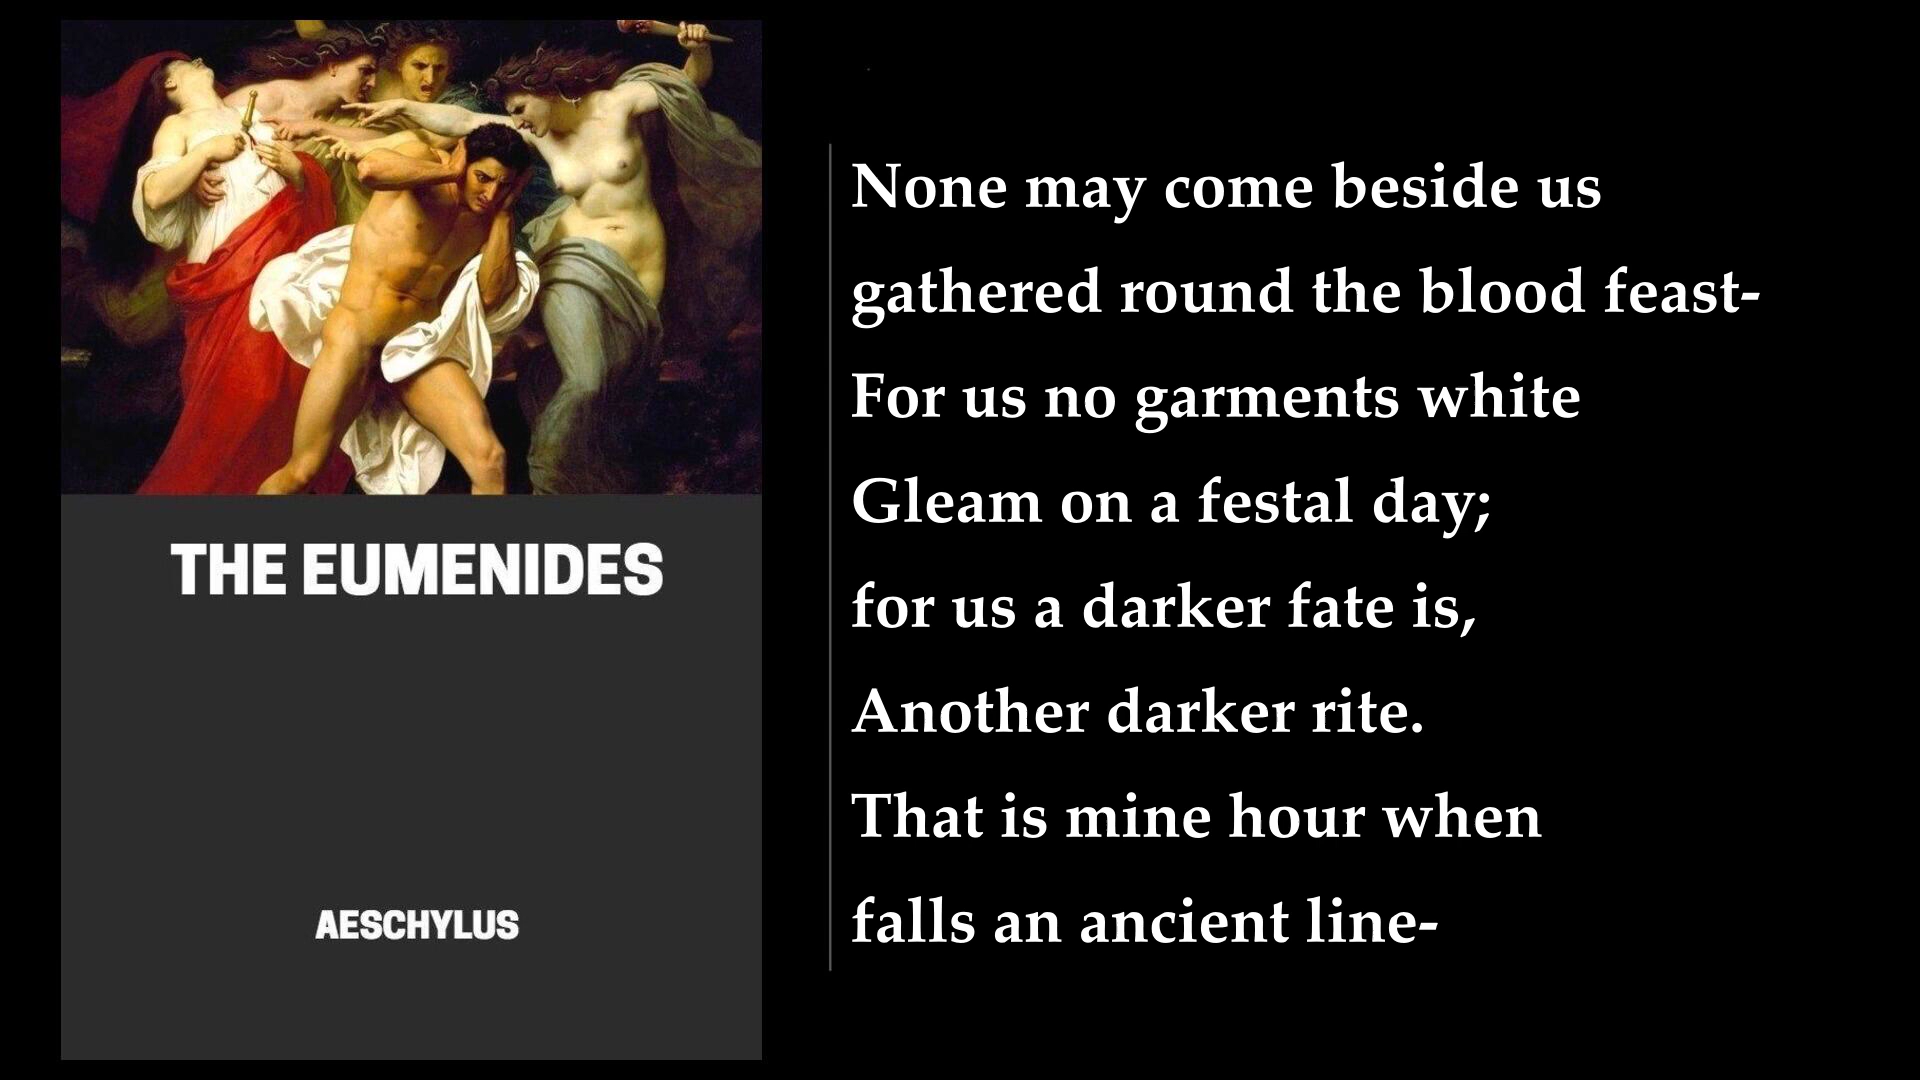 THE EUMENIDES
AESCHYLUS
None may come beside us
gathered round the blood feast-
For us no garments white
Gleam on a festal day;
for us a darker fate is,
Another darker rite.
That is mine hour when
falls an ancient line-